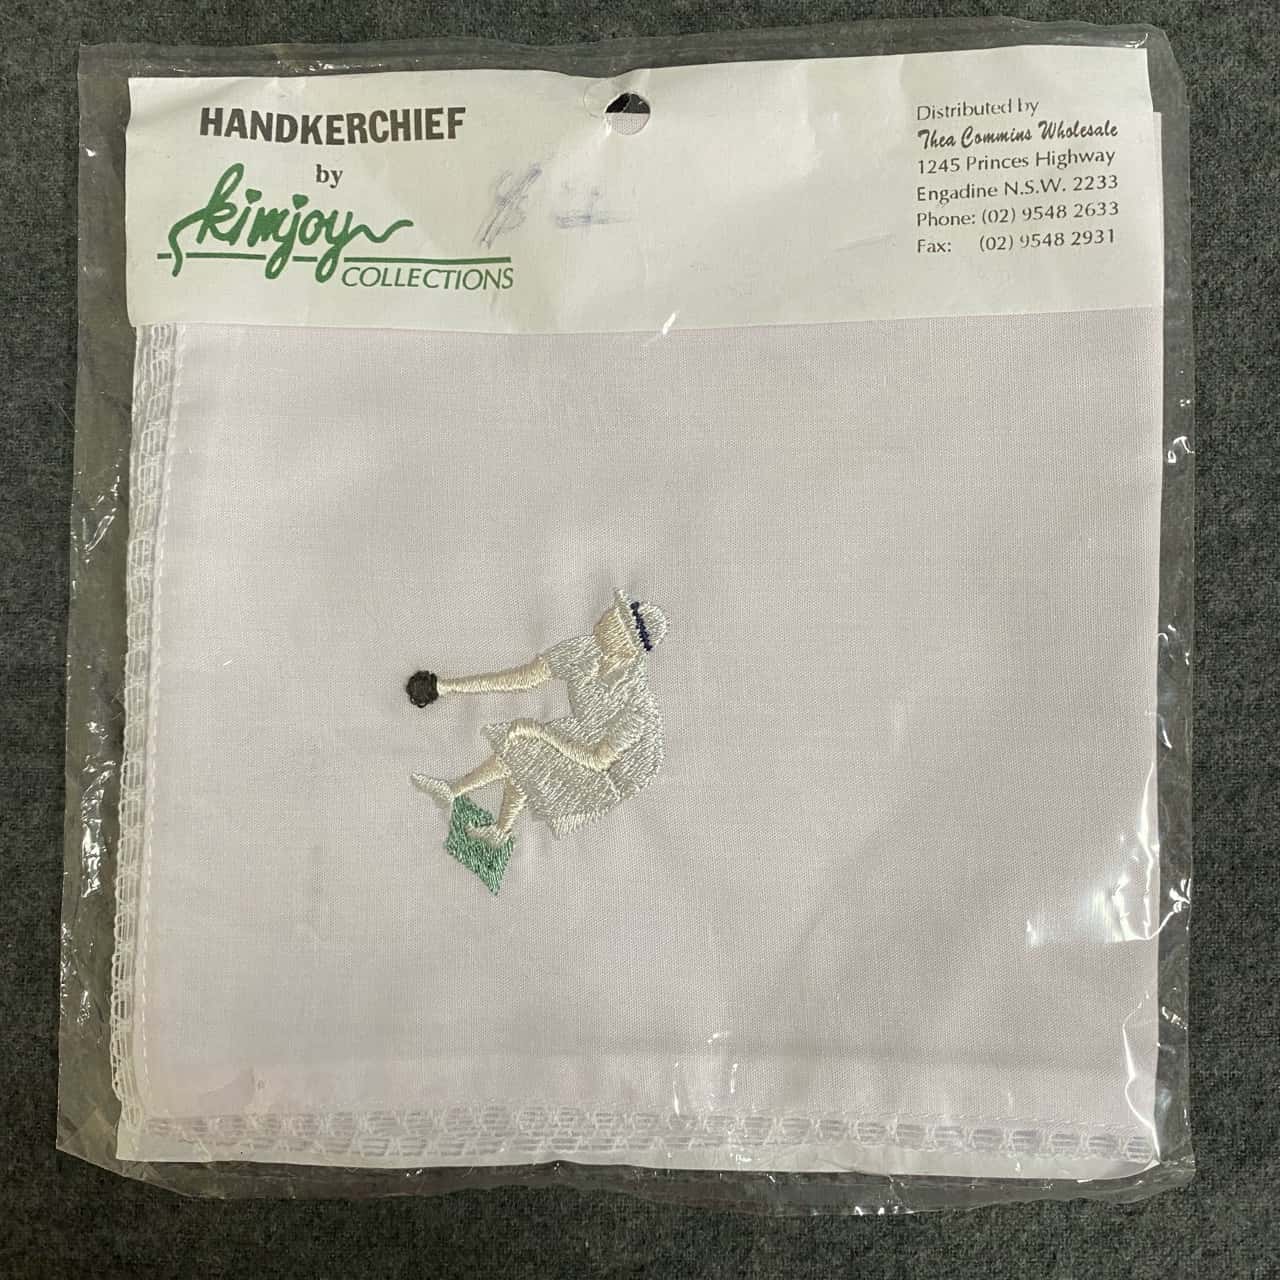 HANDKERCHIEF
by
kimjoy
COLLECTIONS
Distributed by
Thea Commins Wholesale
1245 Princes Highway
Engadine N.S.W. 2233
Phone: (02) 9548 2633
Fax: (02) 9548 2931